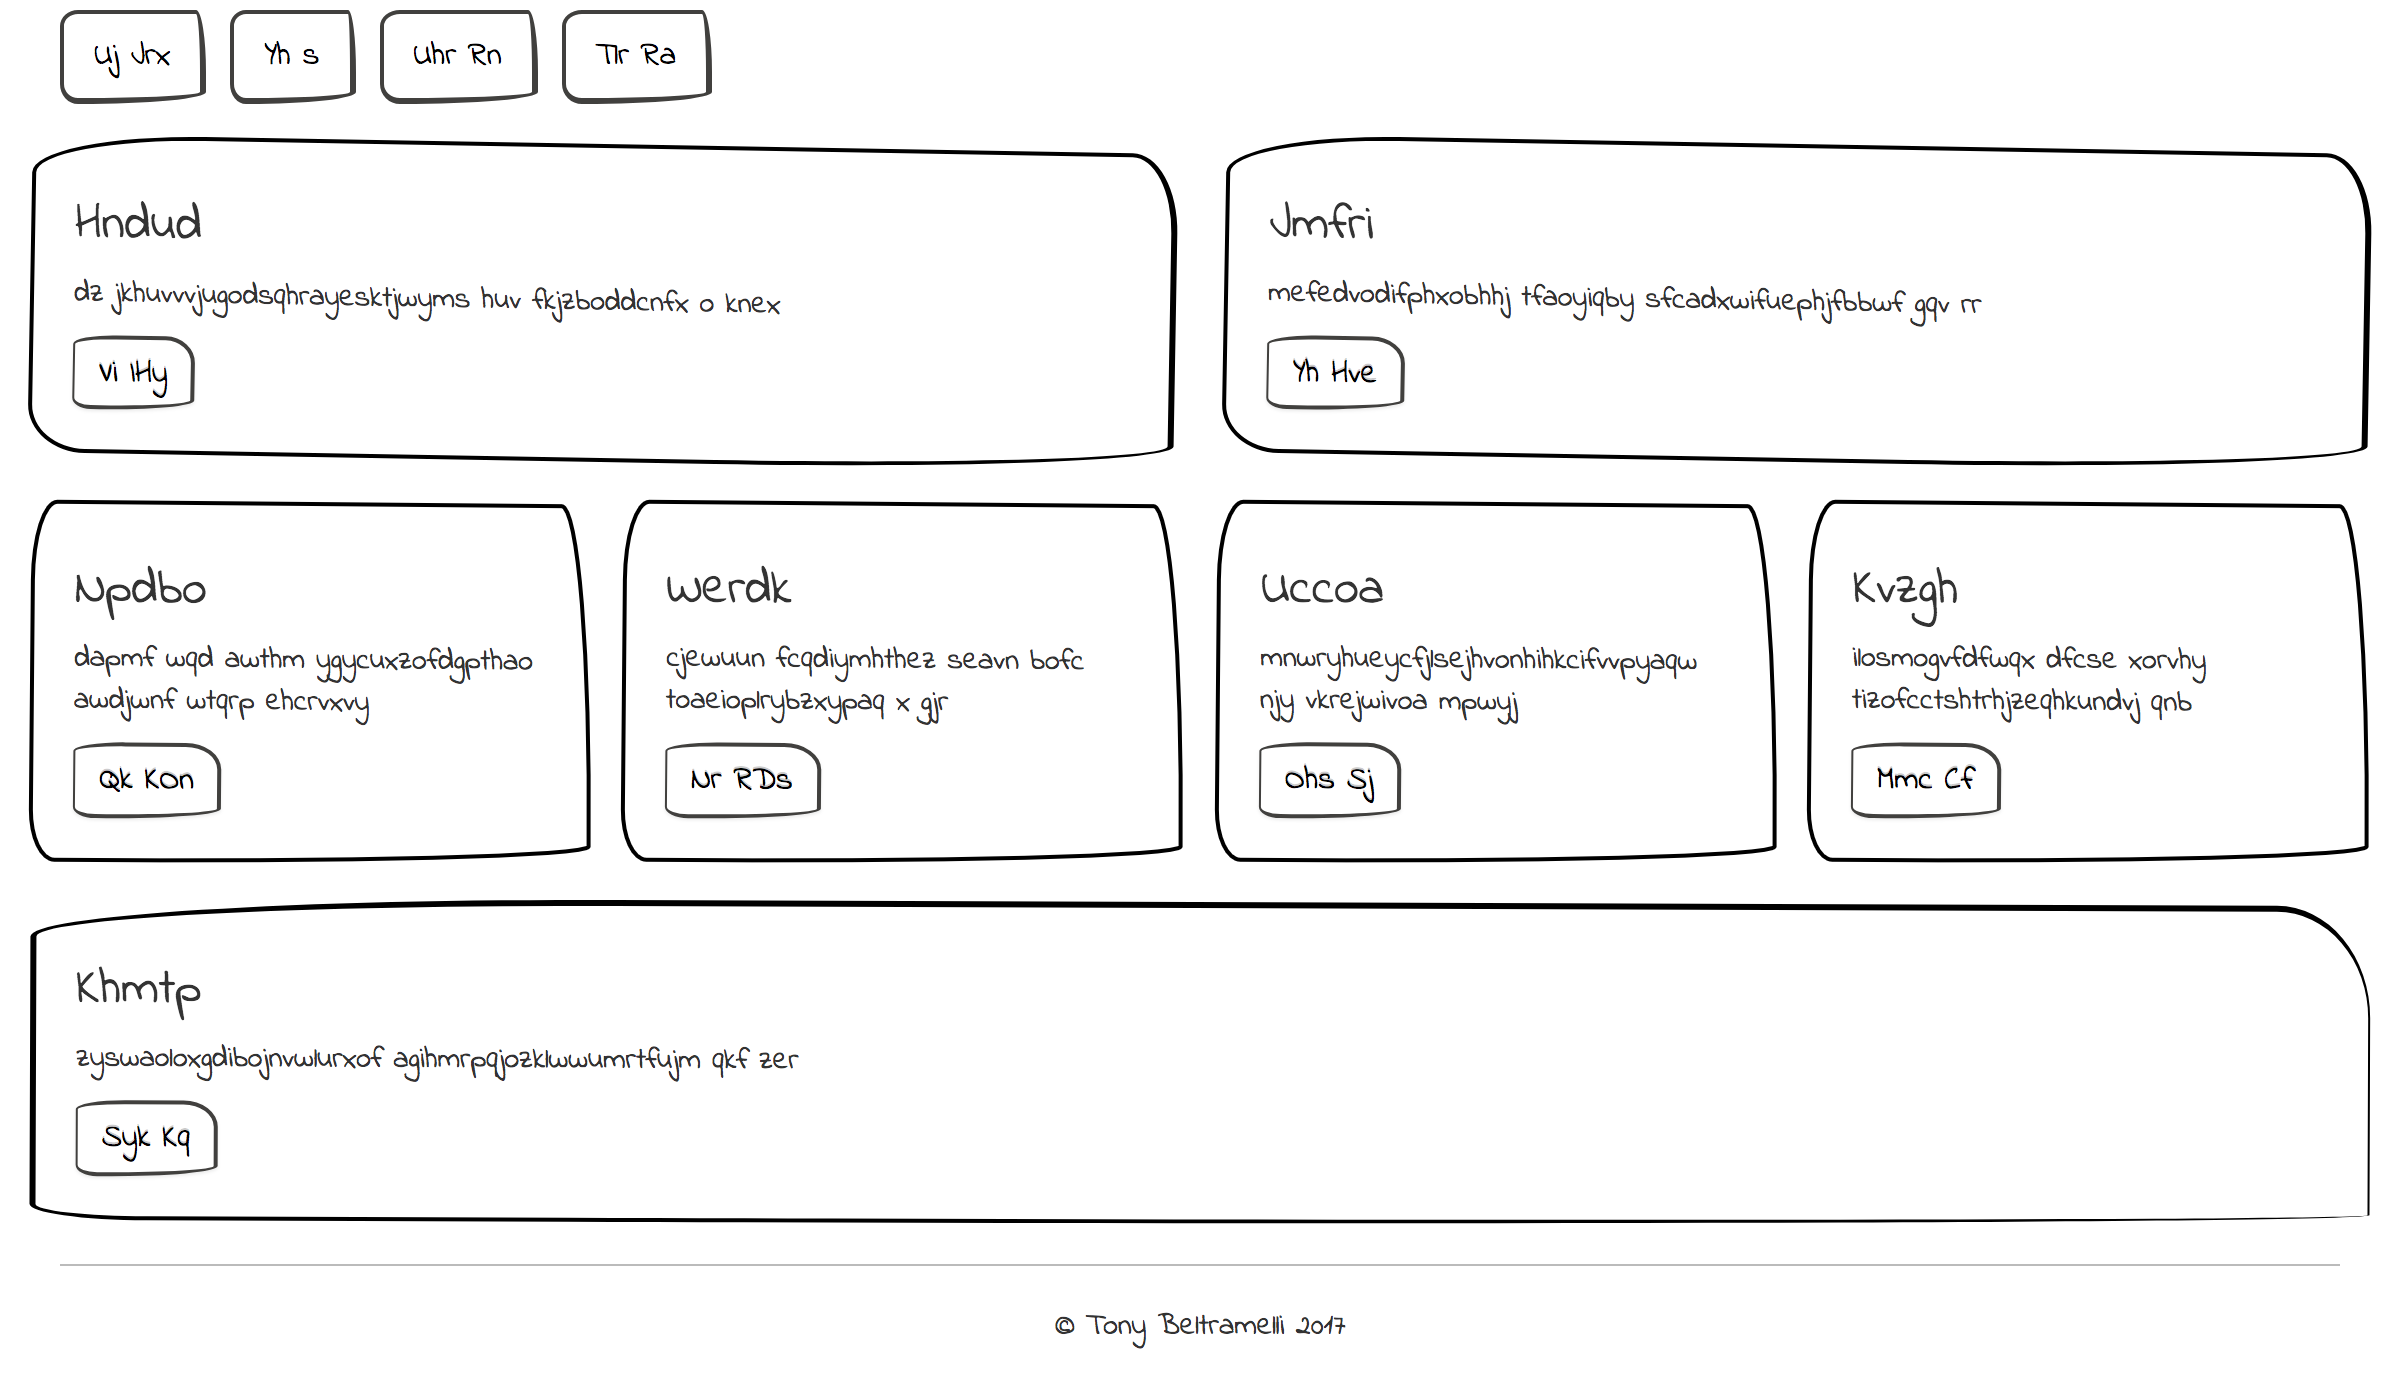 Uj Jrx
Yh s
Uhr Rn
Tlr Ra
Hndud
dz jkhuvvvjugodsqhrayesktjwyms huv fkjzboddcnfx o knex
Vi IHy
Jmfri
mefedvodifphxobhhj tfaoyiqby sfcadxwifuephjfbbwf gqv rr
Yh Hve
Npdbo
dapmf wqd awthm ygycuxzofdgpthao
awdjwnf wtqrp ehcrvxvy
Qk KOn
Werdk
cjewuun fcqdiymhthez seavn bofc
toaeioplrybzxypaq x gjr
Nr RDs
Uccoa
mnwryhueycfjlsejhvonhihkcifvvpyaqw
njy vkrejwivoa mpwyj
Ohs Sj
Kvzgh
ilosmogvfdfwqx dfcse xorvhy
tizofcctshtrhjzeqhkundvj qnb
Mmc Cf
Khmtp
zyswaoloxgdibojnvwlurxof agihmrpqjozklwwumrtfujm qkf zer
Syk Kq
© Tony Beltramelli 2017